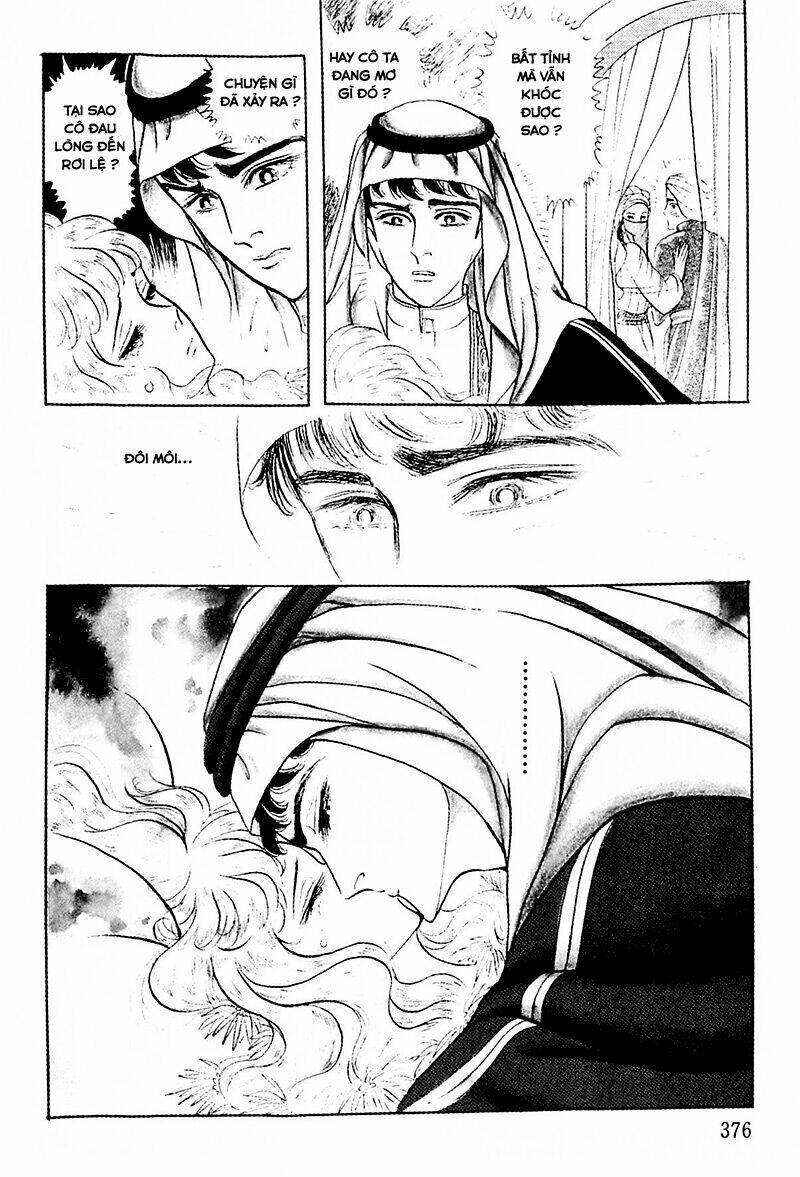 BẤT TỈNH
MÀ VẪN
KHÓC
ĐƯỢC
SAO ?
HAY CÔ TA
ĐANG MƠ
GÌ ĐÓ ?
CHUYỆN GÌ
ĐÃ XẢY RA ?
TẠI SAO
CÔ ĐAU
LÒNG ĐẾN
RƠI LỆ ?
ĐÔI MÔI...
..........
376